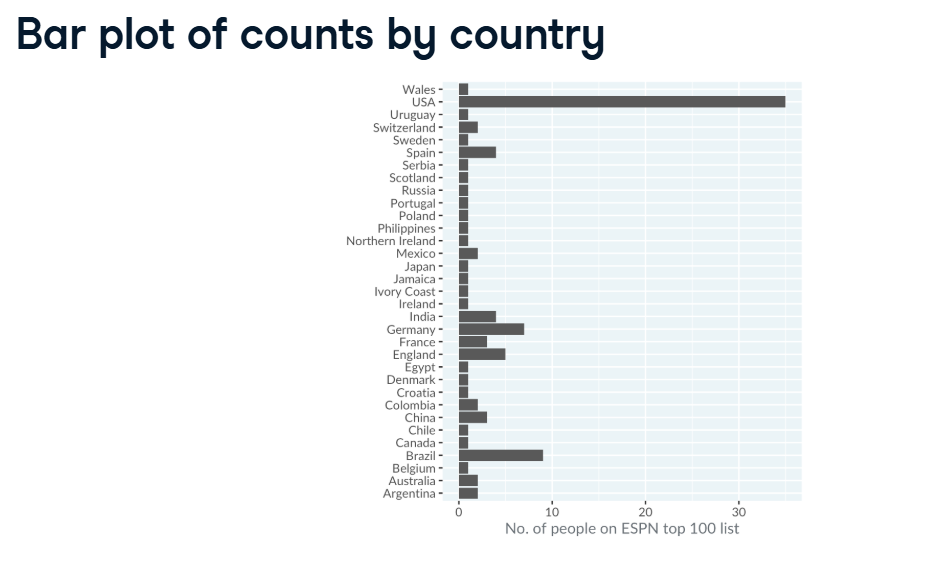 Bar plot of counts by country
Wales
USA
Uruguay
Switzerland
Sweden
Spain
Serbia
Scotland
Russia
Portugal
Poland
Philippines
Northern Ireland
Mexico
Japan
Jamaica
Ivory Coast
Ireland
India
Germany
France
England
Egypt
Denmark
Croatia
Colombia
China
Chile
Canada
Brazil
Belgium
Australia
Argentina
0 10 20 30
No. of people on ESPN top 100 list